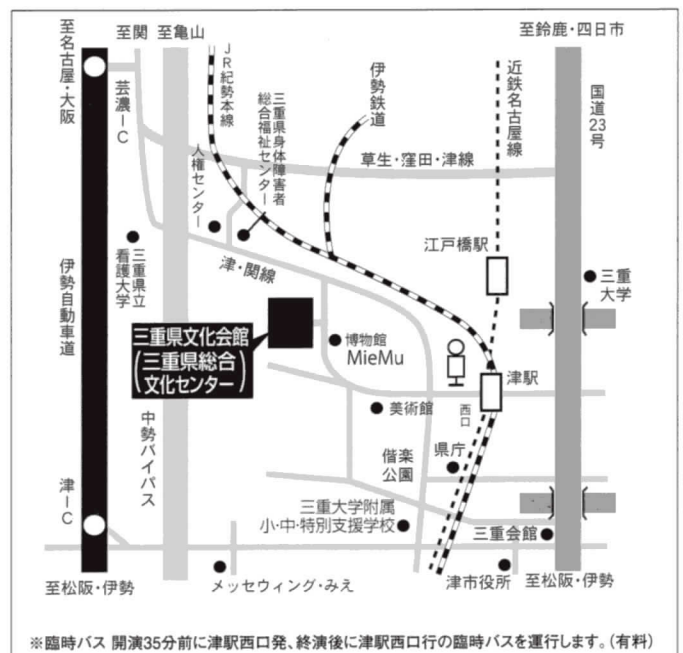 至名古屋・大阪
至関
至亀山
至鈴鹿・四日市
芸濃IC
JR紀勢本線
三重県身体障害者
総合福祉センター
人権センター
伊勢鉄道
近鉄名古屋線
国道23号
草生・窪田・津線
江戸橋駅
三重
大学
三重県立
看護大学
津・関線
伊勢自動車道
三重県文化会館
(三重県総合
文化センター)
博物館
MieMu
津駅
西口
美術館
中勢バイパス
偕楽
公園
県庁
津IC
三重大学附属
小・中・特別支援学校
三重会館
至松阪・伊勢
メッセウィング・みえ
津市役所
至松阪・伊勢
※臨時バス 開演35分前に津駅西口発、終演後に津駅西口行の臨時バスを運行します。(有料)